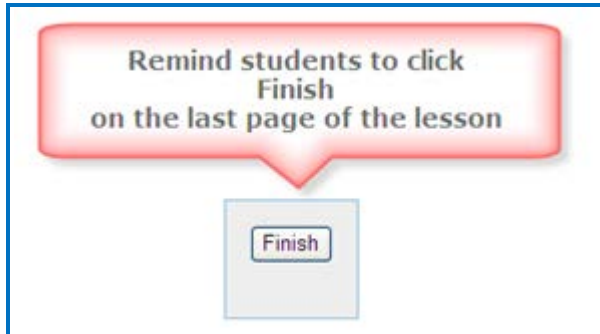 Remind students to click
Finish
on the last page of the lesson
Finish